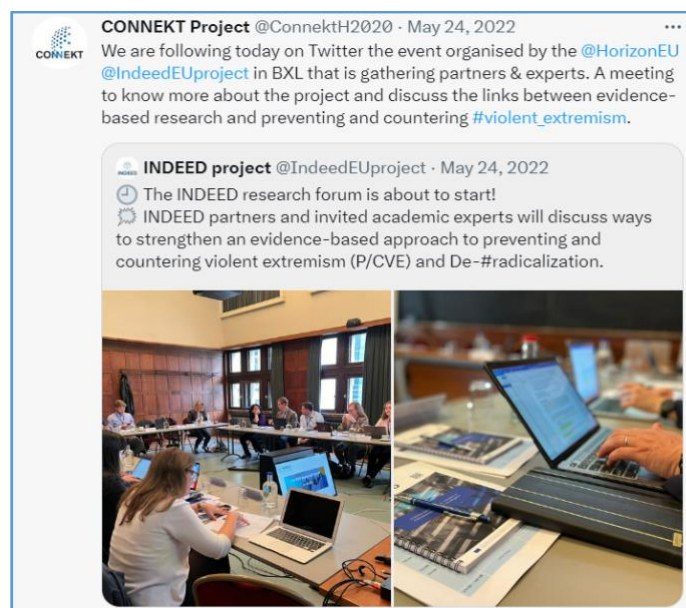 CONNEKT Project @ConnektH2020 · May 24, 2022
CONNEKT
We are following today on Twitter the event organised by the @HorizonEU
@IndeedEUproject in BXL that is gathering partners & experts. A meeting
to know more about the project and discuss the links between evidence-
based research and preventing and countering #violent_extremism.
INDEED
INDEED project @IndeedEUproject · May 24, 2022
The INDEED research forum is about to start!
INDEED partners and invited academic experts will discuss ways
to strengthen an evidence-based approach to preventing and
countering violent extremism (P/CVE) and De-#radicalization.